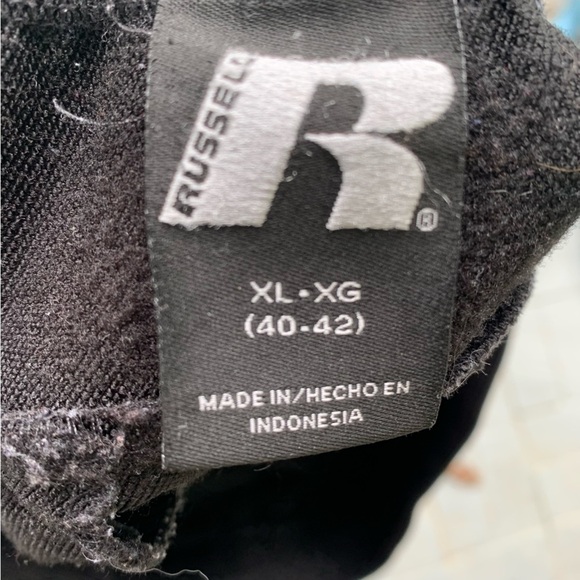 RUSSELL
R
®
XL•XG
(40-42)
MADE IN/HECHO EN
INDONESIA